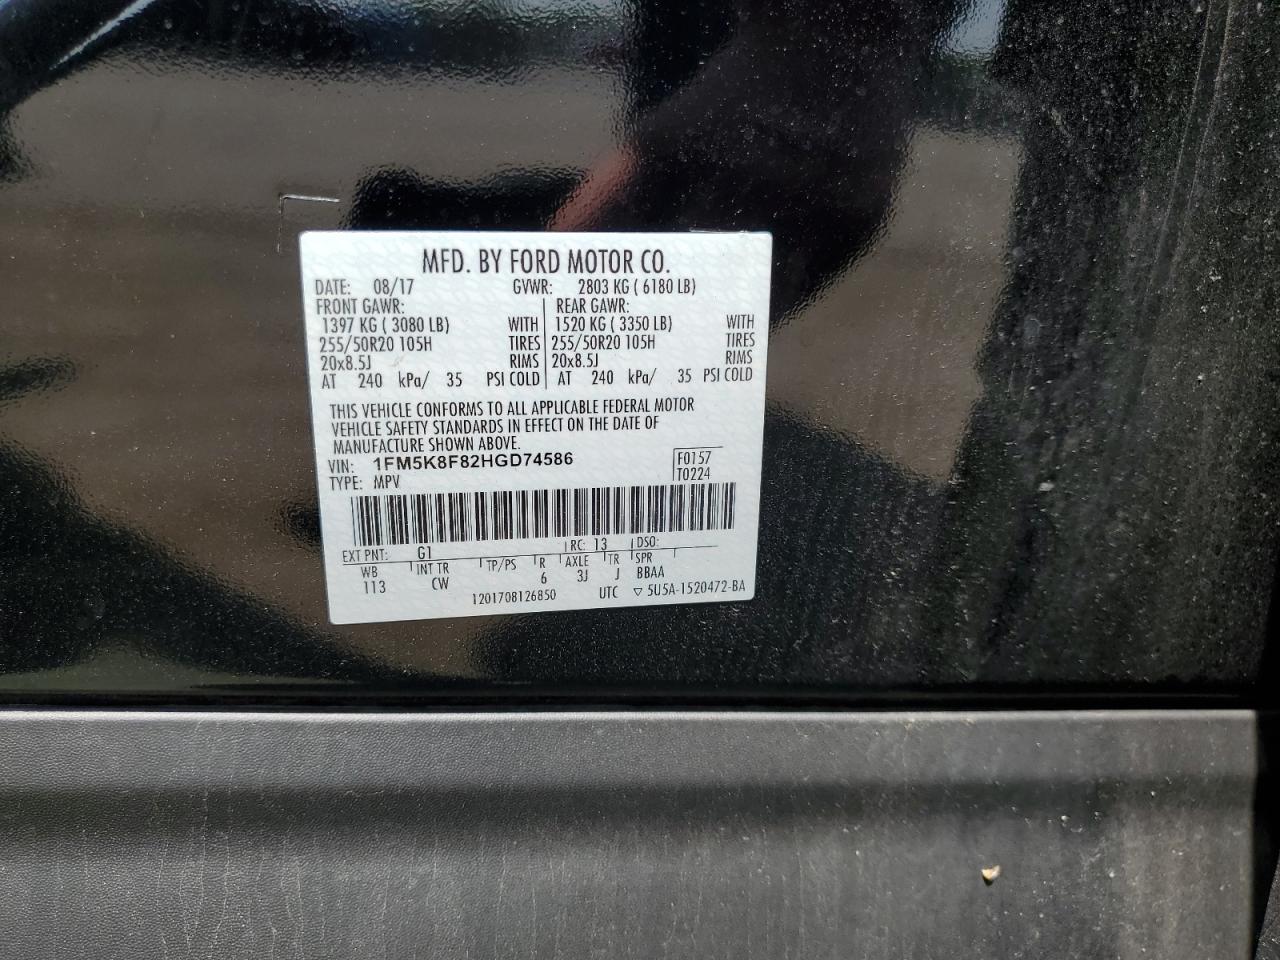 MFD. BY FORD MOTOR CO.
DATE: 08/17 GVWR: 2803 KG ( 6180 LB)
FRONT GAWR: REAR GAWR:
1397 KG ( 3080 LB) WITH 1520 KG ( 3350 LB) WITH
255/50R20 105H TIRES 255/50R20 105H TIRES
20x8.5J RIMS 20x8.5J RIMS
AT 240 kPa/ 35 PSI COLD AT 240 kPa/ 35 PSI COLD
THIS VEHICLE CONFORMS TO ALL APPLICABLE FEDERAL MOTOR
VEHICLE SAFETY STANDARDS IN EFFECT ON THE DATE OF
MANUFACTURE SHOWN ABOVE.
VIN: 1FM5K8F82HGD74586 F0157
TYPE: MPV T0224
EXT PNT: G1 RC: 13 DSO:
WB INT TR TP/PS R AXLE TR SPR
113 CW 6 3J J BBAA
1201708126850 UTC ▽ 5U5A-1520472-BA